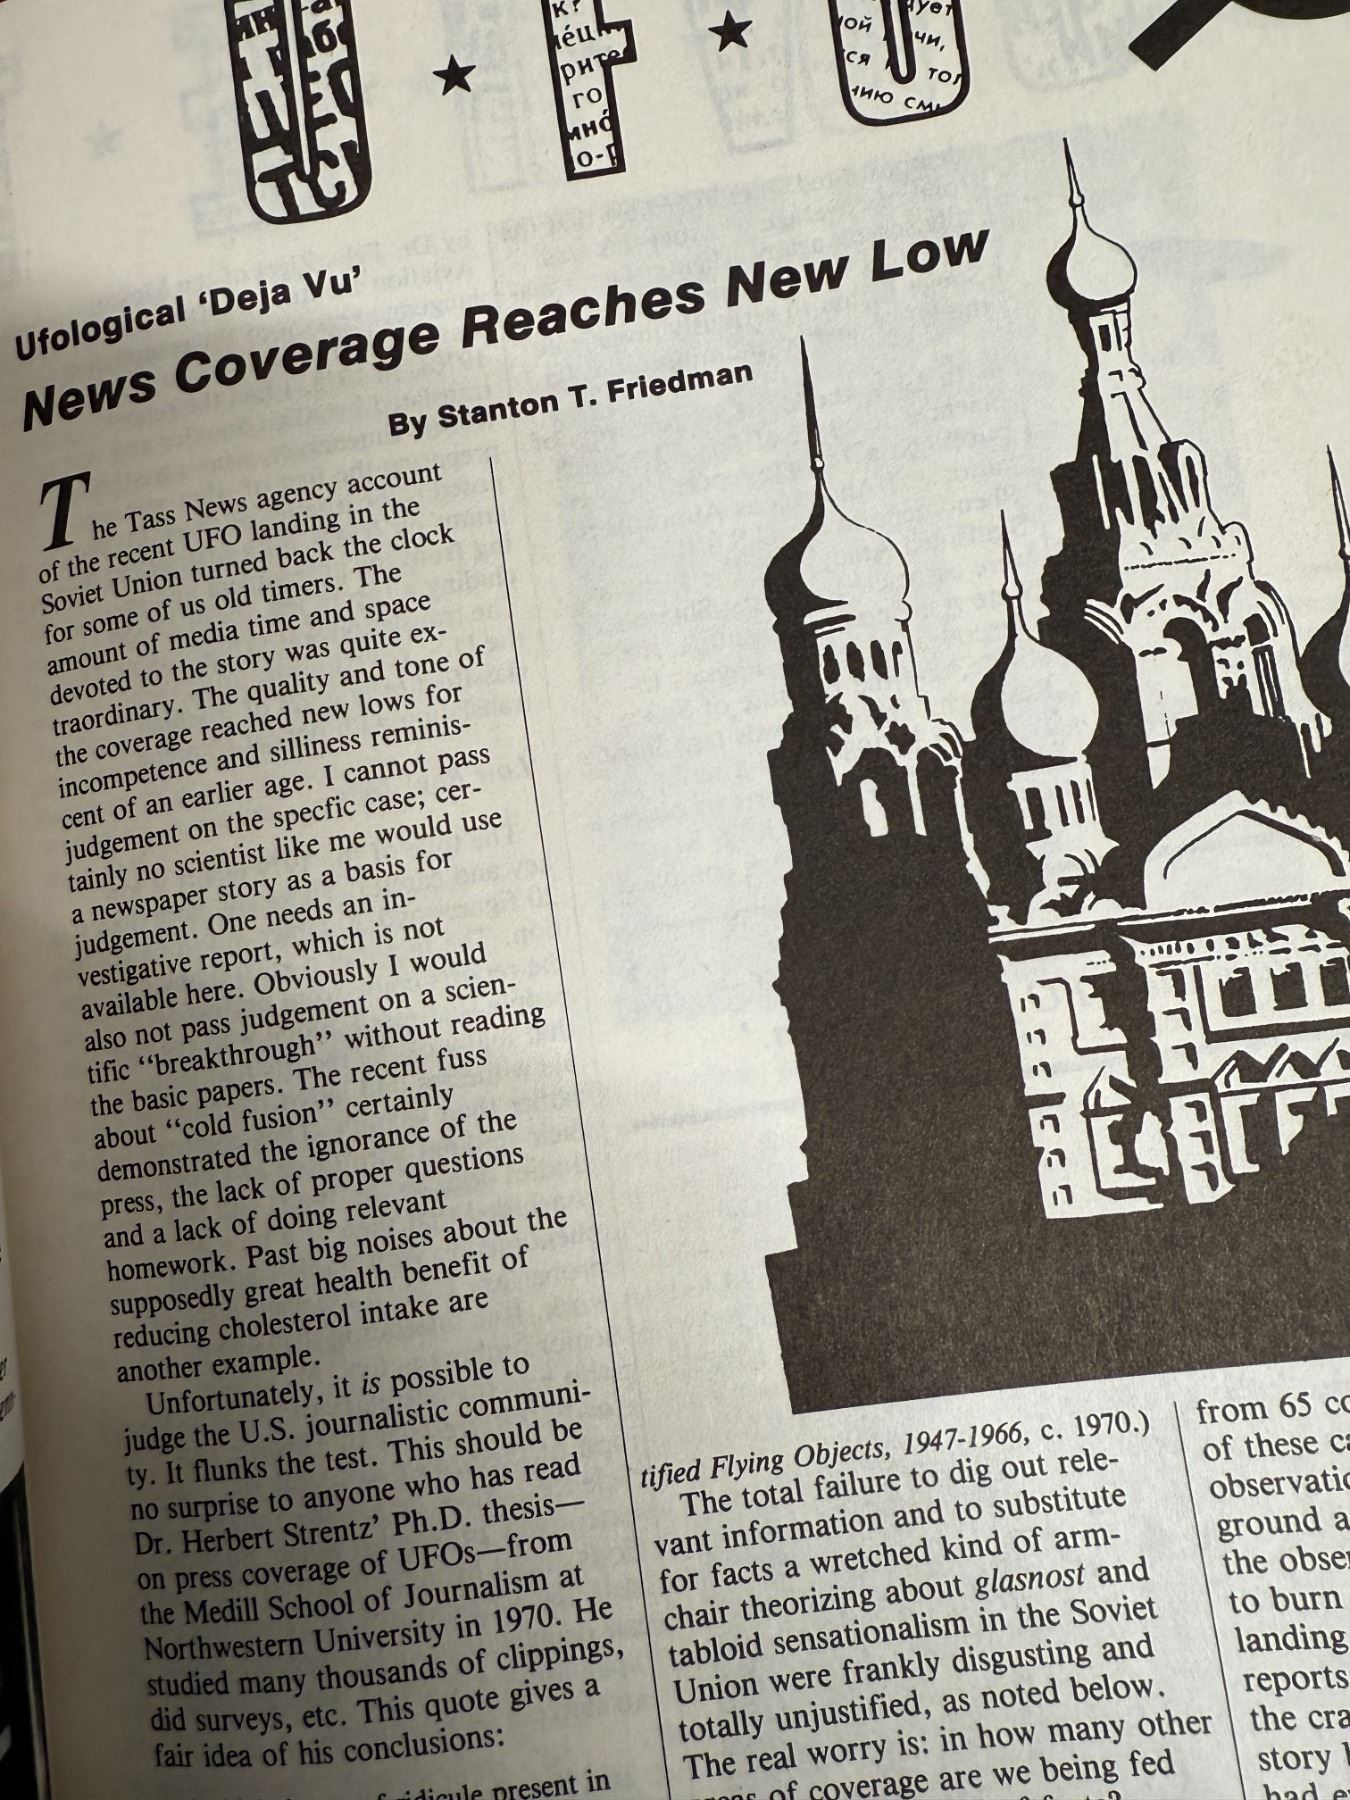 ТС
к?
рите
го
мно
о-
ой
чи,
ся
нию
Ufological 'Deja Vu'
News Coverage Reaches New Low
By Stanton T. Friedman
The Tass News agency account
of the recent UFO landing in the
Soviet Union turned back the clock
for some of us old timers. The
amount of media time and space
devoted to the story was quite ex-
traordinary. The quality and tone of
the coverage reached new lows for
incompetence and silliness reminis-
cent of an earlier age. I cannot pass
judgement on the specfic case; cer-
tainly no scientist like me would use
a newspaper story as a basis for
judgement. One needs an in-
vestigative report, which is not
available here. Obviously I would
also not pass judgement on a scien-
tific "breakthrough" without reading
the basic papers. The recent fuss
about "cold fusion" certainly
demonstrated the ignorance of the
press, the lack of proper questions
and a lack of doing relevant
homework. Past big noises about the
supposedly great health benefit of
reducing cholesterol intake are
another example.
Unfortunately, it is possible to
judge the U.S. journalistic communi-
ty. It flunks the test. This should be
no surprise to anyone who has read
Dr. Herbert Strentz' Ph.D. thesis—
on press coverage of UFOs—from
the Medill School of Journalism at
Northwestern University in 1970. He
studied many thousands of clippings,
did surveys, etc. This quote gives a
fair idea of his conclusions:
ridicule present in
tified Flying Objects, 1947-1966, c. 1970.)
The total failure to dig out rele-
vant information and to substitute
for facts a wretched kind of arm-
chair theorizing about glasnost and
tabloid sensationalism in the Soviet
Union were frankly disgusting and
totally unjustified, as noted below.
The real worry is: in how many other
of coverage are we being fed
from 65
of these
ground
the
to burn
landing
reports
the
story
had